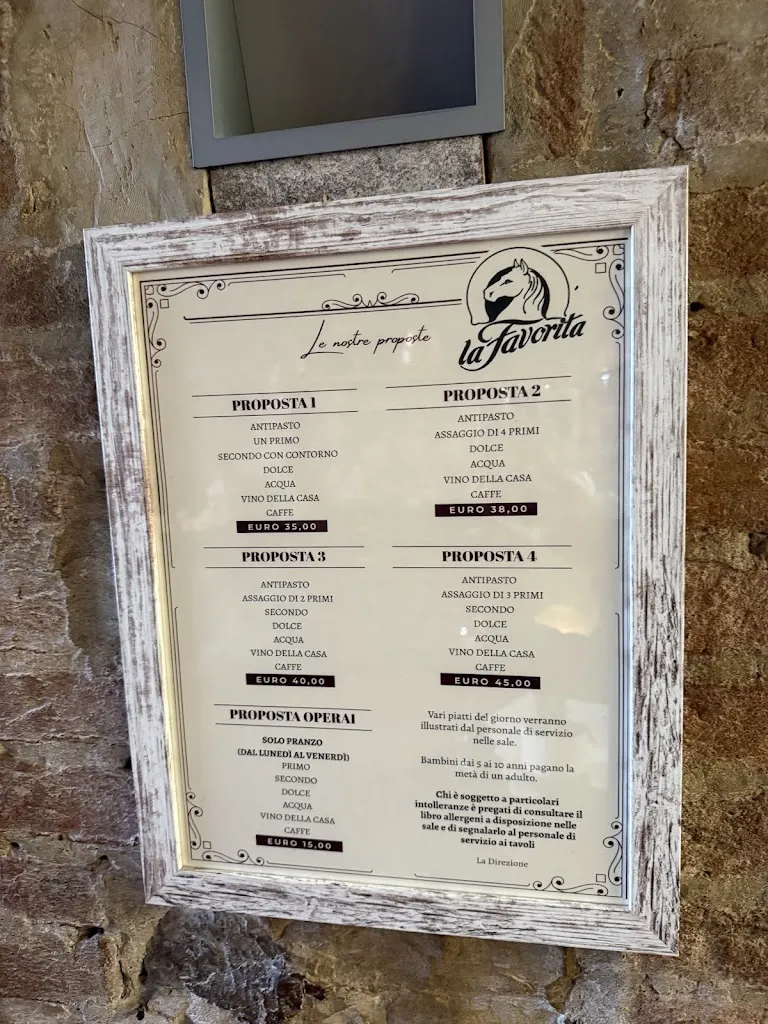 Le nostre proposte
la Favorita
PROPOSTA 1
ANTIPASTO
UN PRIMO
SECONDO CON CONTORNO
DOLCE
ACQUA
VINO DELLA CASA
CAFFE
EURO 35,00
PROPOSTA 2
ANTIPASTO
ASSAGGIO DI 4 PRIMI
DOLCE
ACQUA
VINO DELLA CASA
CAFFE
EURO 38,00
PROPOSTA 3
ANTIPASTO
ASSAGGIO DI 2 PRIMI
SECONDO
DOLCE
ACQUA
VINO DELLA CASA
CAFFE
EURO 40,00
PROPOSTA 4
ANTIPASTO
ASSAGGIO DI 3 PRIMI
SECONDO
DOLCE
ACQUA
VINO DELLA CASA
CAFFE
EURO 45,00
PROPOSTA OPERAI
SOLO PRANZO
(DAL LUNEDÌ AL VENERDÌ)
PRIMO
SECONDO
DOLCE
ACQUA
VINO DELLA CASA
CAFFE
EURO 15,00
Vari piatti del giorno verranno
illustrati dal personale di servizio
nelle sale.
Bambini dai 5 ai 10 anni pagano la
metà di un adulto.
Chi è soggetto a particolari
intolleranze è pregati di consultare il
libro allergeni a disposizione nelle
sale e di segnalarlo al personale di
servizio ai tavoli
La Direzione